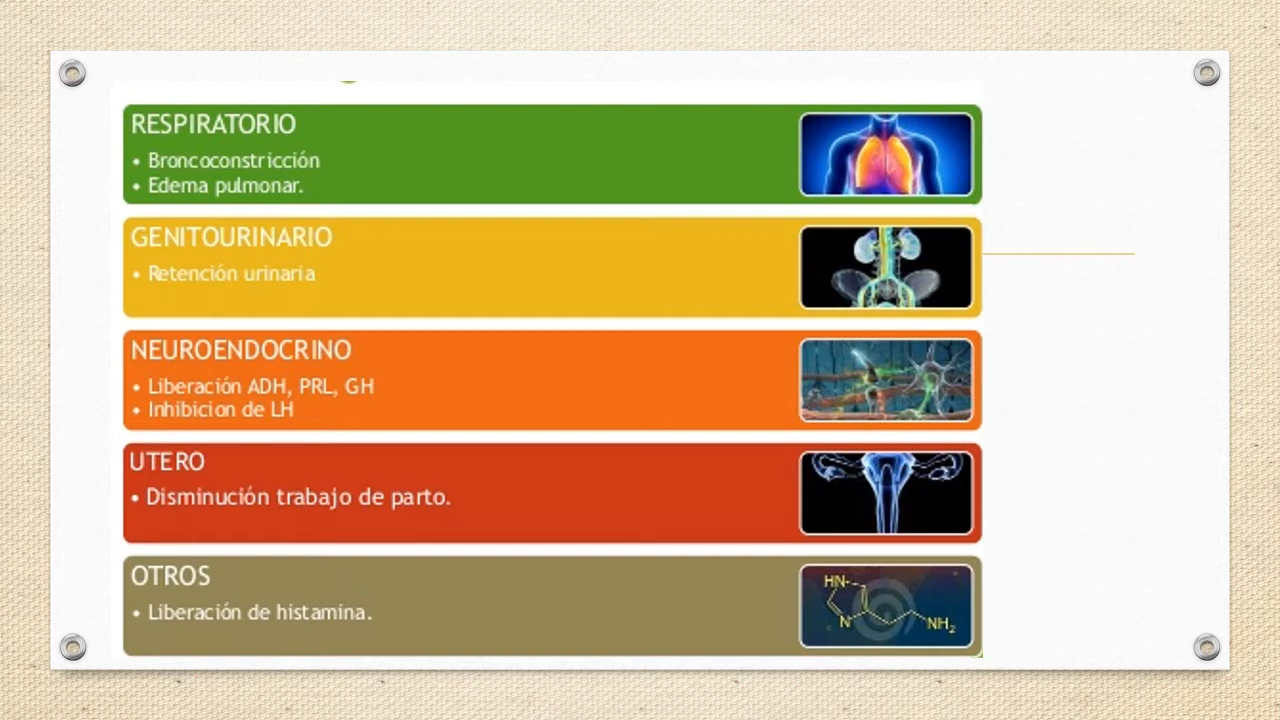 RESPIRATORIO
• Broncoconstricción
• Edema pulmonar.
GENITOURINARIO
• Retención urinaria
NEUROENDOCRINO
• Liberación ADH, PRL, GH
• Inhibicion de LH
UTERO
• Disminución trabajo de parto.
OTROS
• Liberación de histamina.
HN
N
NH₂